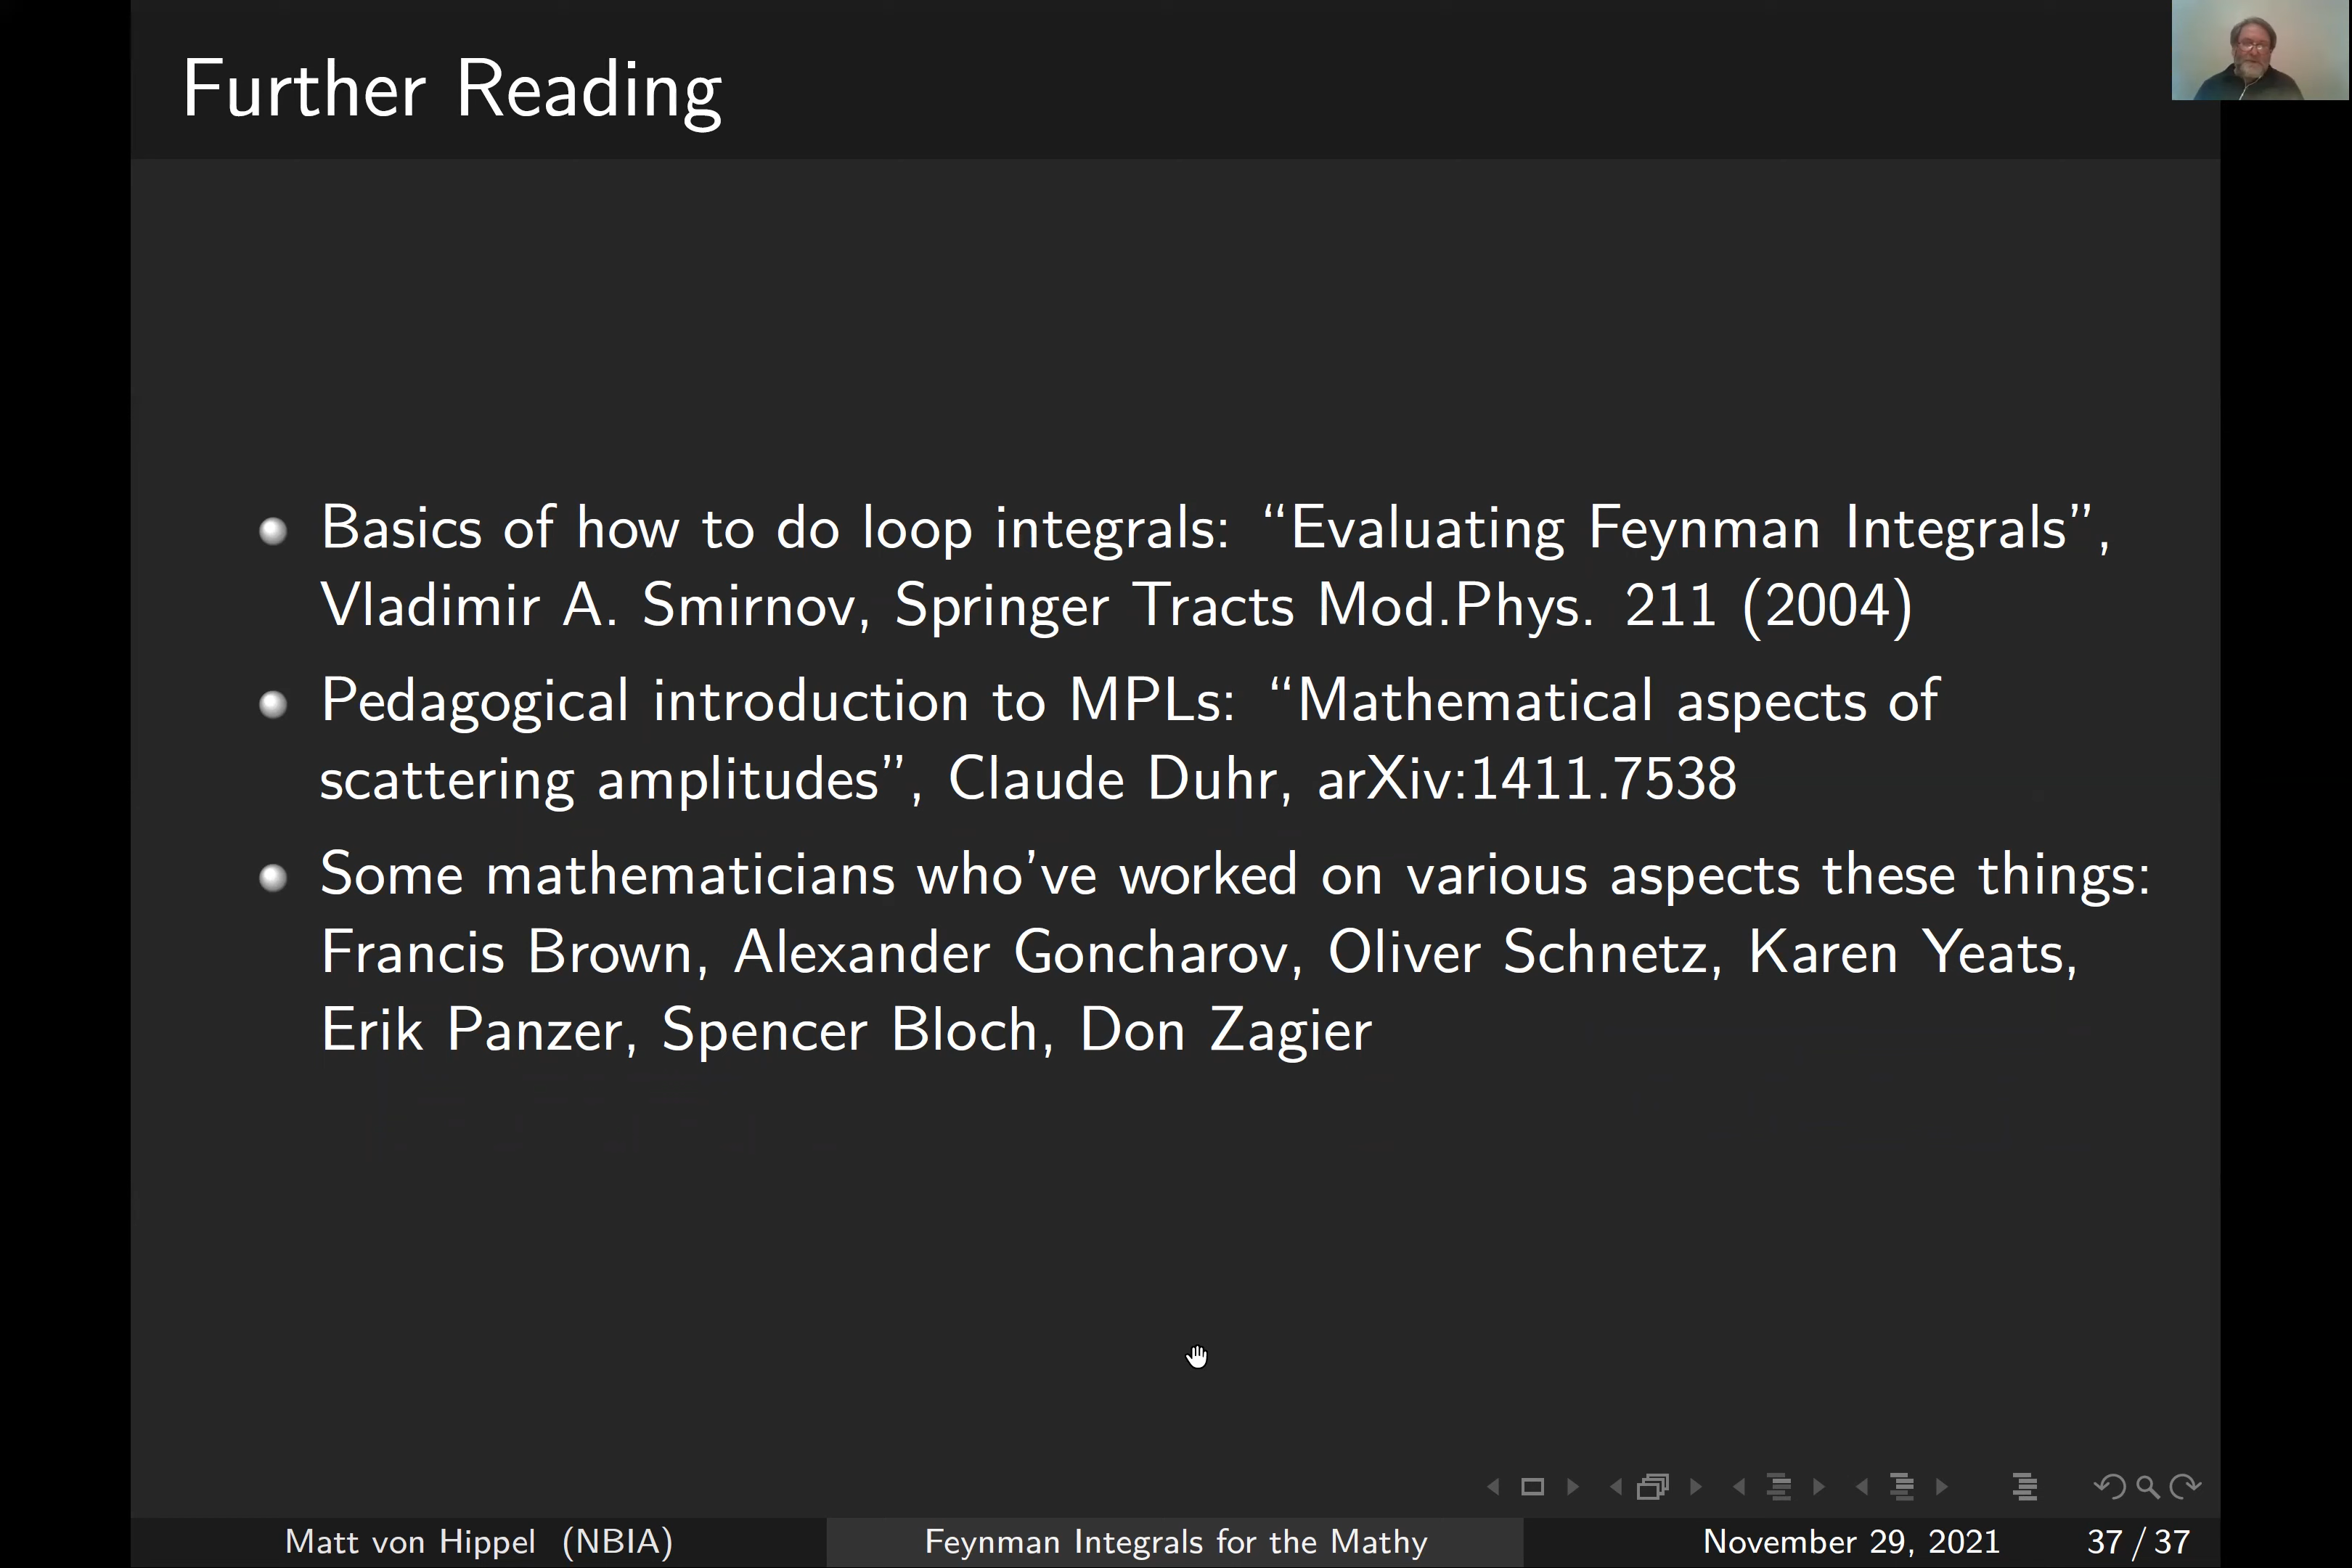 Further Reading
Basics of how to do loop integrals: “Evaluating Feynman Integrals”,
Vladimir A. Smirnov, Springer Tracts Mod.Phys. 211 (2004)
Pedagogical introduction to MPLs: “Mathematical aspects of
scattering amplitudes”, Claude Duhr, arXiv:1411.7538
Some mathematicians who’ve worked on various aspects these things:
Francis Brown, Alexander Goncharov, Oliver Schnetz, Karen Yeats,
Erik Panzer, Spencer Bloch, Don Zagier
Matt von Hippel (NBIA) Feynman Integrals for the Mathy November 29, 2021 37 / 37